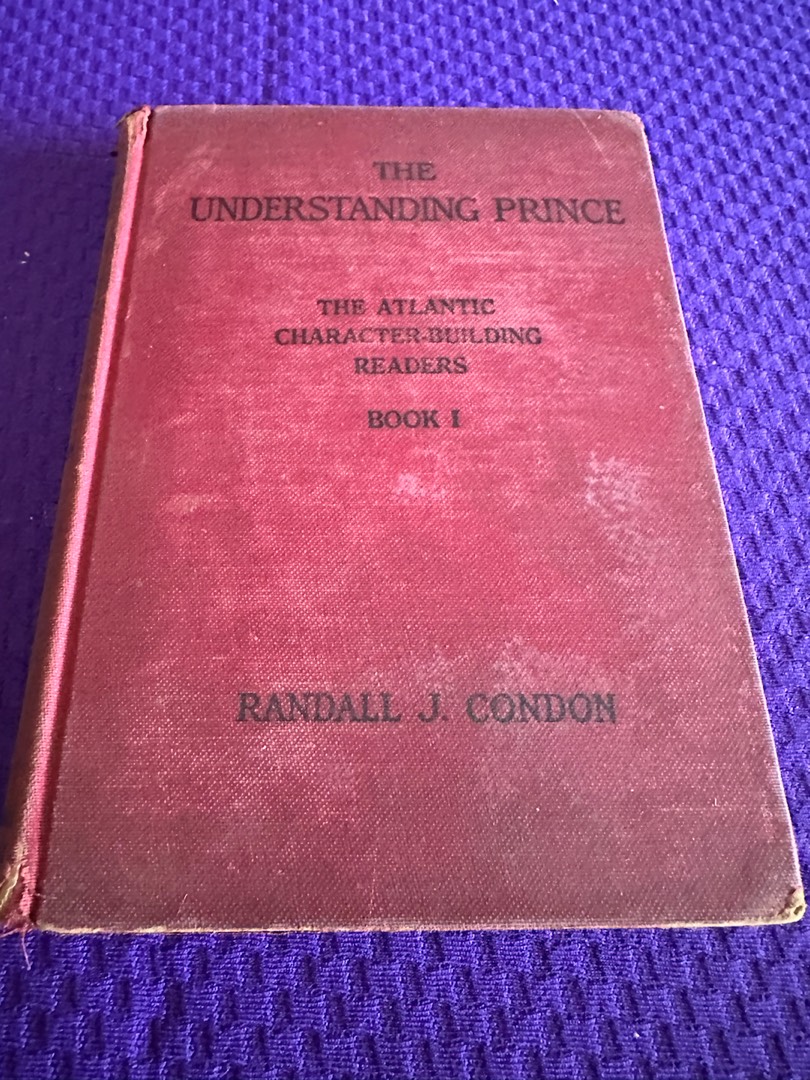 THE
UNDERSTANDING PRINCE
THE ATLANTIC
CHARACTER-BUILDING
READERS
BOOK I
RANDALL J. CONDON